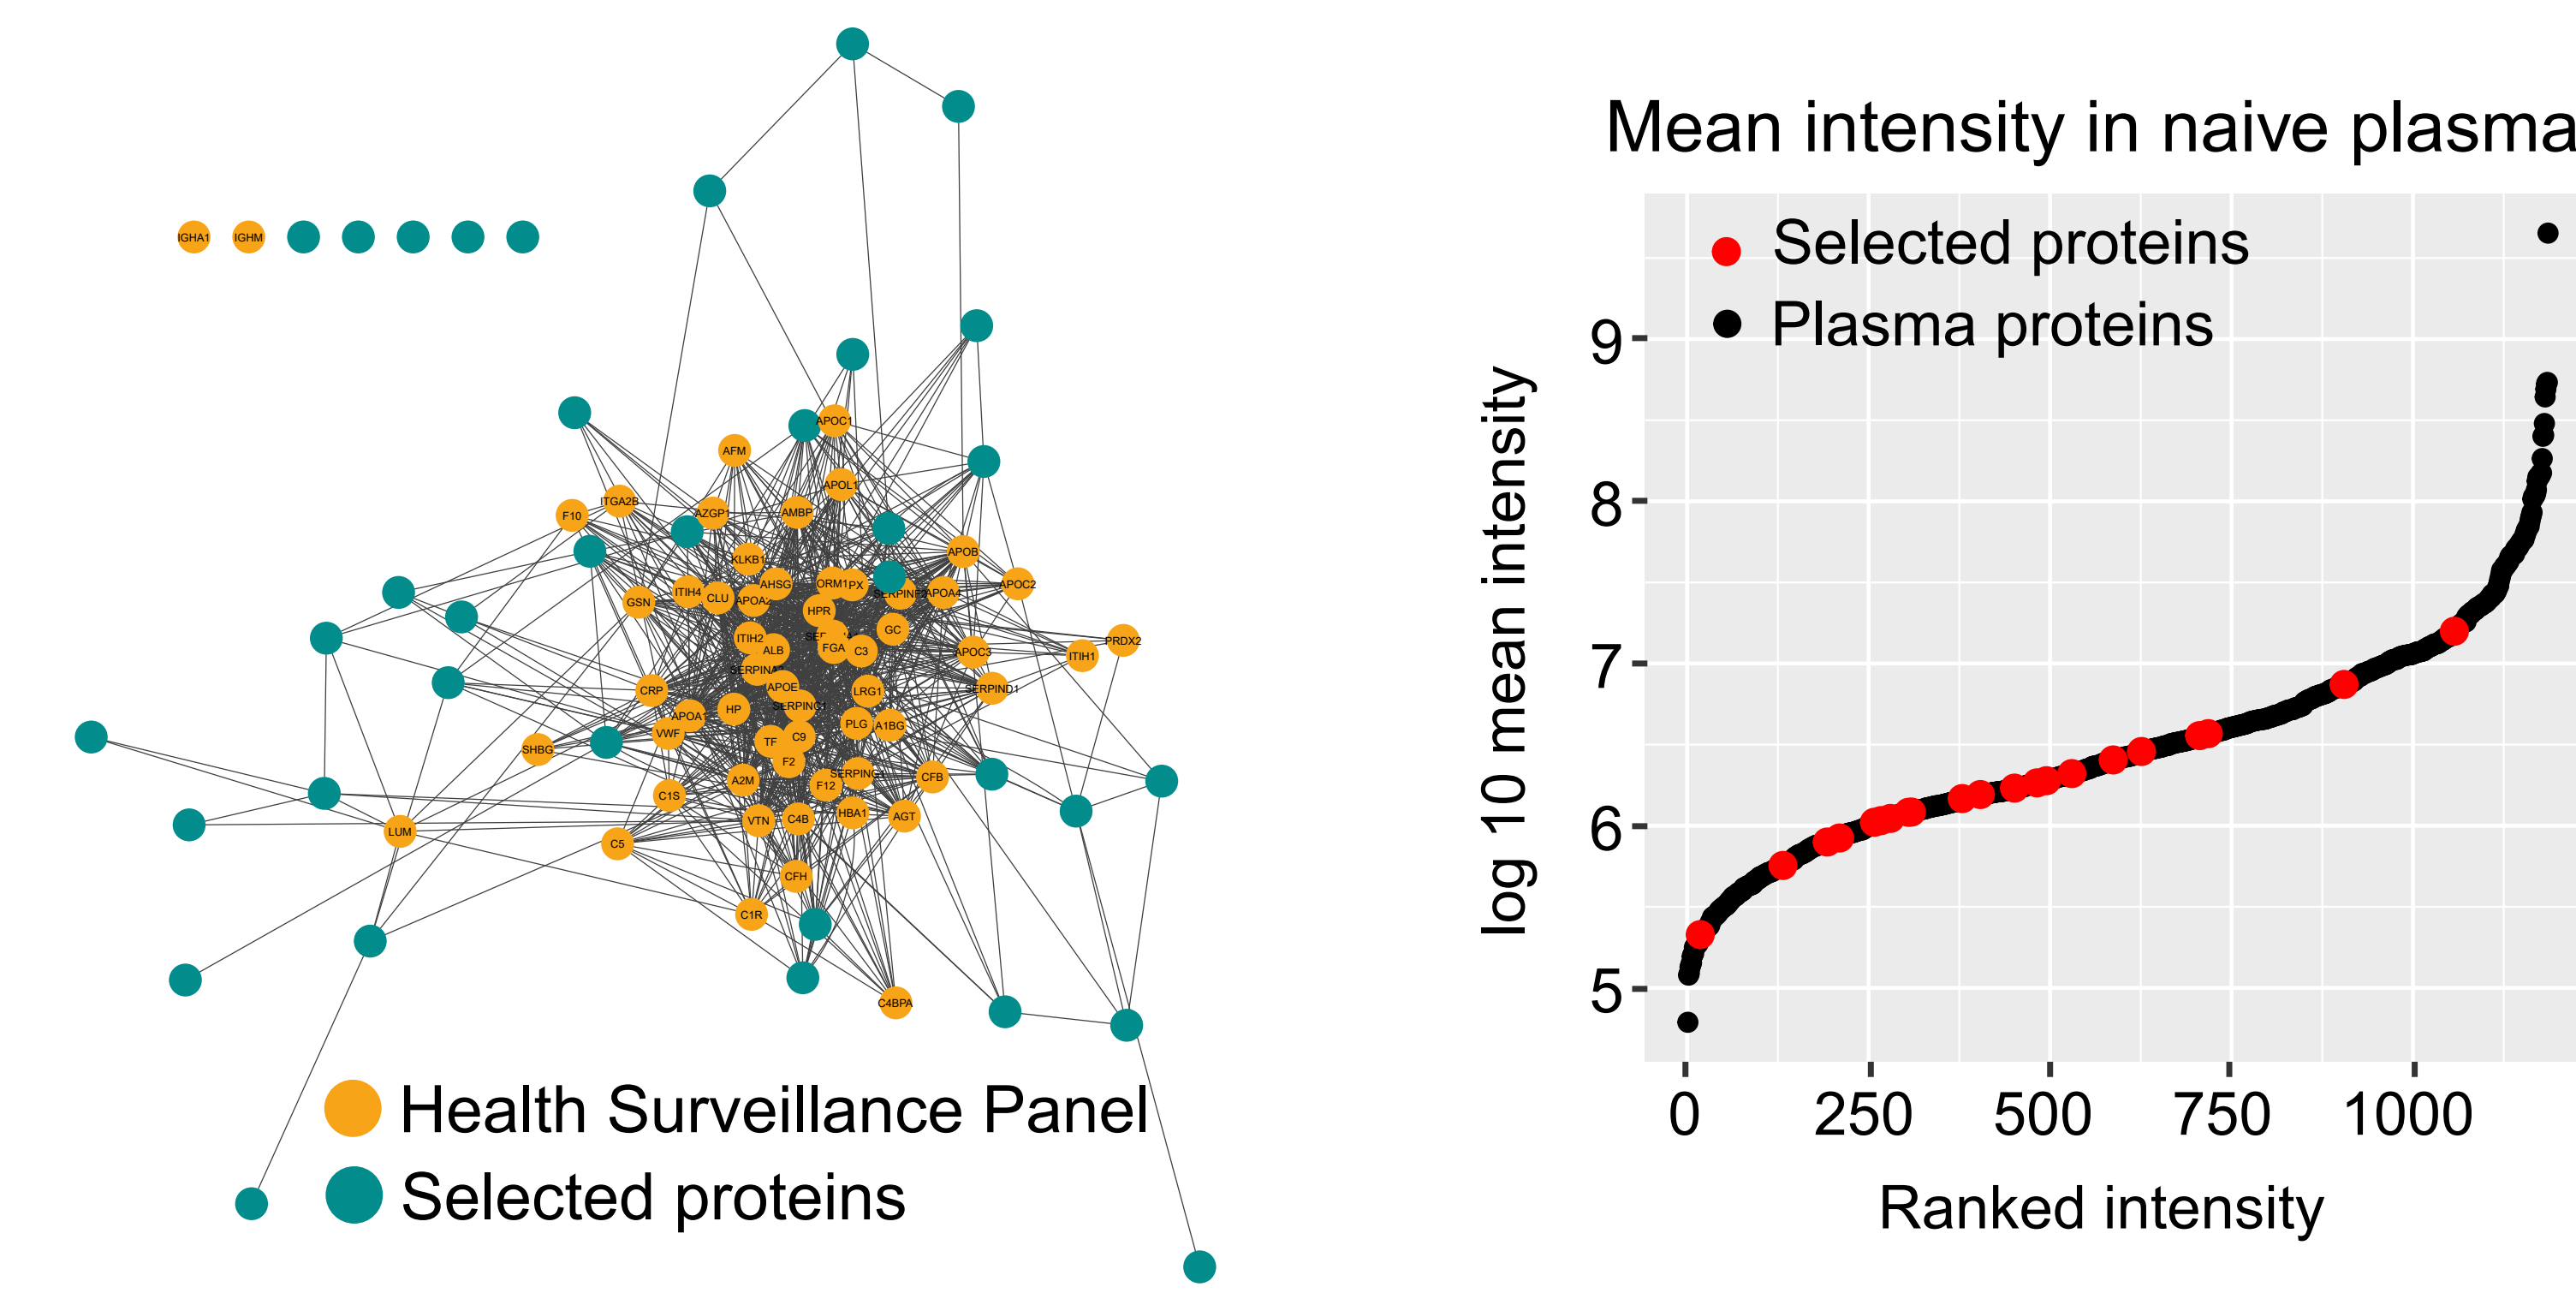 IGHA1 IGHM
APOC1
AFM
APOL1
ITGA2B
F10 AZGP1 AMBP
KLKB1 APOB
AHSG ORM1 PX APOC2
ITIH4 CLU APOA2 APOA4
GSN HPR
GC
ITIH2 PRDX2
ALB FGA C3 APOC3 ITIH1
APOE
CRP LRG1 SERPIND1
SERPINC1
APOA1 HP PLG A1BG
VWF TF C9
SHBG
F2
A2M F12 CFB
C1S
VTN C4B HBA1 AGT
LUM
C5
CFH
C1R
C4BPA
Health Surveillance Panel
Selected proteins
Mean intensity in naive plasma
Selected proteins
Plasma proteins
log 10 mean intensity
9
8
7
6
5
0 250 500 750 1000
Ranked intensity